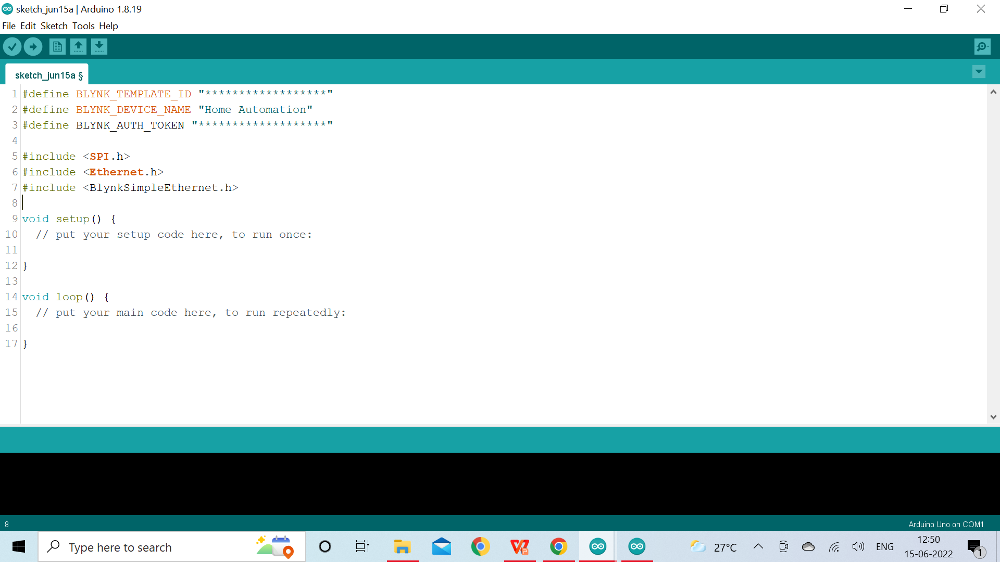 sketch_jun15a | Arduino 1.8.19
File Edit Sketch Tools Help
sketch_jun15a §
1 #define BLYNK_TEMPLATE_ID "******************"
2 #define BLYNK_DEVICE_NAME "Home Automation"
3 #define BLYNK_AUTH_TOKEN "*******************"
4
5 #include <SPI.h>
6 #include <Ethernet.h>
7 #include <BlynkSimpleEthernet.h>
8
9 void setup() {
10   // put your setup code here, to run once:
11
12 }
13
14 void loop() {
15   // put your main code here, to run repeatedly:
16
17 }
8
Arduino Uno on COM1
Type here to search
27°C
ENG
12:50
15-06-2022
1